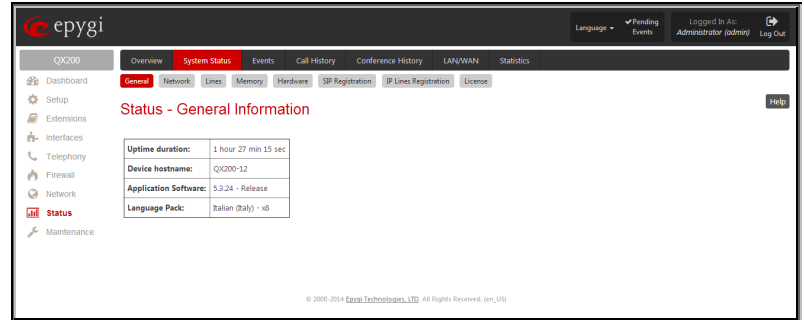 epygi
Language
Pending Events
Logged In As:
Administrator (admin)
Log Out
QX200
Overview System Status Events Call History Conference History LAN/WAN Statistics
Dashboard
Setup
Extensions
Interfaces
Telephony
Firewall
Network
Status
Maintenance
General Network Lines Memory Hardware SIP Registration IP Lines Registration License
Help
Status - General Information
Uptime duration: 1 hour 27 min 15 sec
Device hostname: QX200-12
Application Software: 5.3.24 - Release
Language Pack: Italian (Italy) - x8
© 2000-2014 Epygi Technologies, LTD. All Rights Reserved. (en_US)